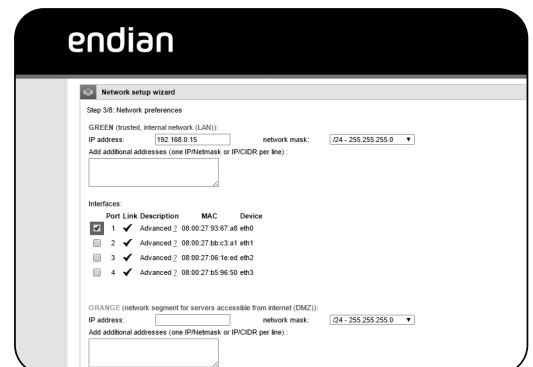 endian
Network setup wizard
Step 3/8: Network preferences
GREEN (trusted, internal network (LAN)):
IP address: 192.168.0.15 network mask: /24 - 255.255.255.0
Add additional addresses (one IP/Netmask or IP/CIDR per line) :
Interfaces:
Port Link Description MAC Device
1 Advanced ? 08:00:27:93:67:a8 eth0
2 Advanced ? 08:00:27:bb:c3:a1 eth1
3 Advanced ? 08:00:27:06:1e:ed eth2
4 Advanced ? 08:00:27:b5:96:50 eth3
ORANGE (network segment for servers accessible from internet (DMZ)):
IP address: network mask: /24 - 255.255.255.0
Add additional addresses (one IP/Netmask or IP/CIDR per line) :